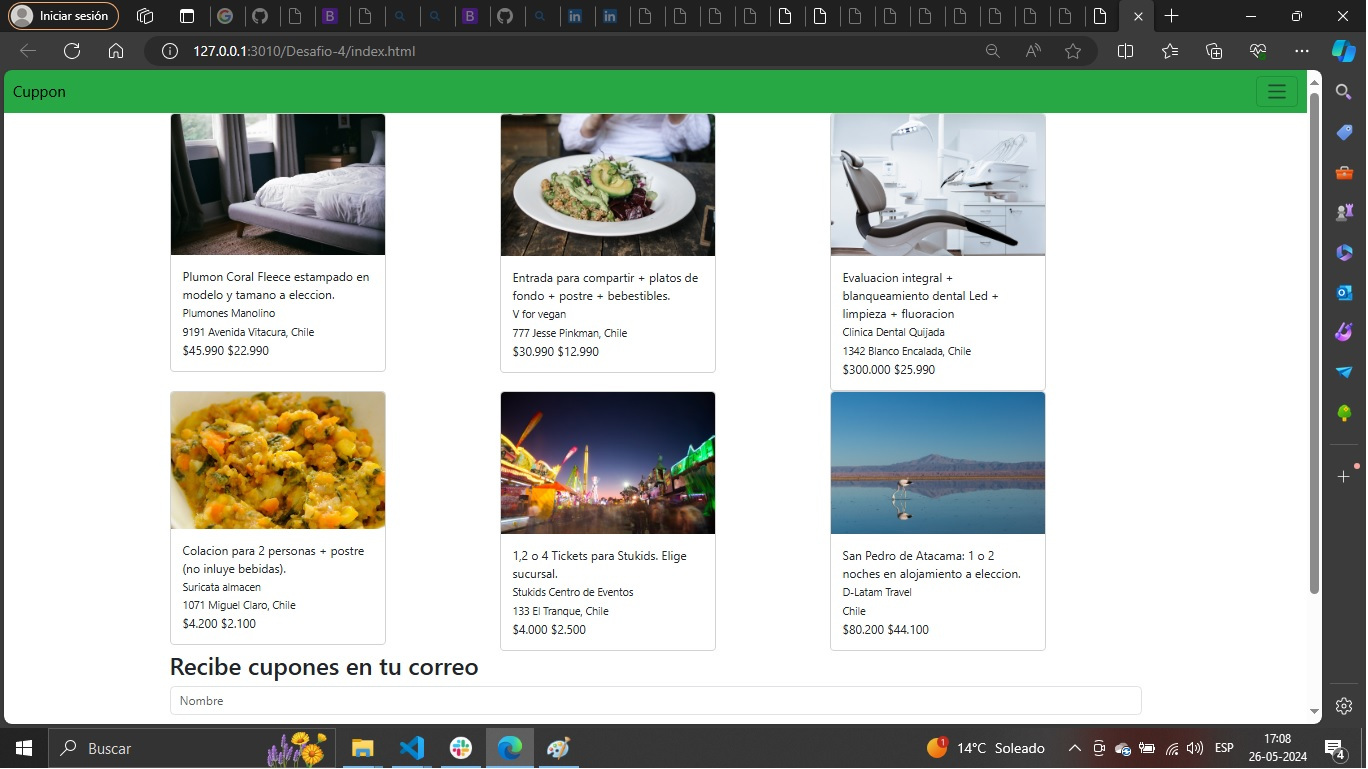 Iniciar sesión
127.0.0.1:3010/Desafio-4/index.html
Cuppon
Plumon Coral Fleece estampado en
modelo y tamano a eleccion.
Plumones Manolino
9191 Avenida Vitacura, Chile
$45.990 $22.990
Entrada para compartir + platos de
fondo + postre + bebestibles.
V for vegan
777 Jesse Pinkman, Chile
$30.990 $12.990
Evaluacion integral +
blanqueamiento dental Led +
limpieza + fluoracion
Clinica Dental Quijada
1342 Blanco Encalada, Chile
$300.000 $25.990
Colacion para 2 personas + postre
(no inluye bebidas).
Suricata almacen
1071 Miguel Claro, Chile
$4.200 $2.100
1,2 o 4 Tickets para Stukids. Elige
sucursal.
Stukids Centro de Eventos
133 El Tranque, Chile
$4.000 $2.500
San Pedro de Atacama: 1 o 2
noches en alojamiento a eleccion.
D-Latam Travel
Chile
$80.200 $44.100
Recibe cupones en tu correo
Nombre
Buscar
1
14°C Soleado
ESP
17:08
26-05-2024
4